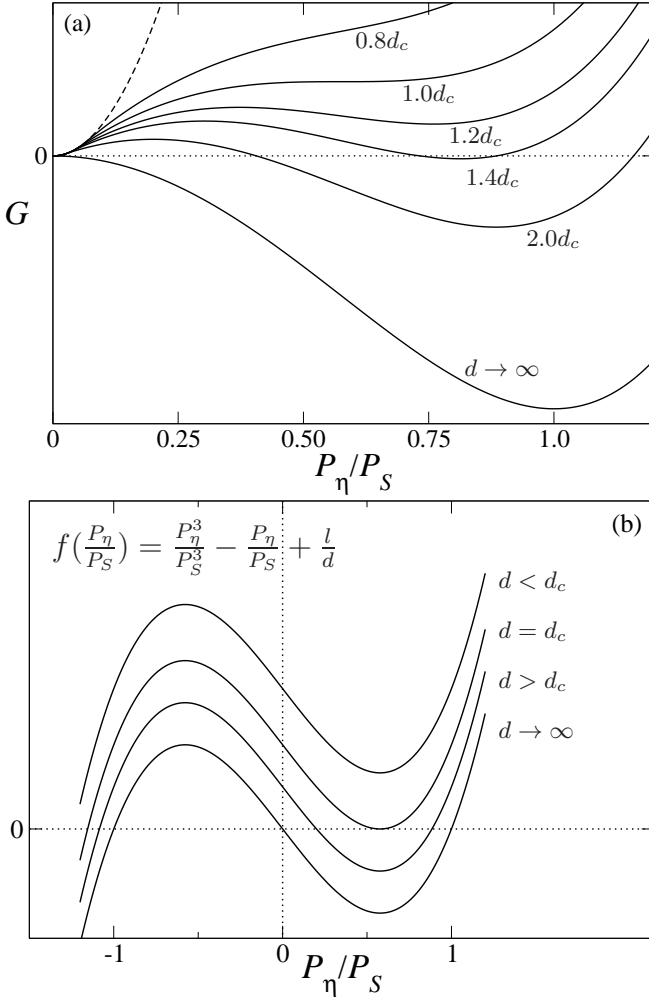 (a)
0.8d_c
1.0d_c
1.2d_c
1.4d_c
2.0d_c
d → ∞
0
G
0 0.25 0.50 0.75 1.0
P_η/P_S
(b)
f(P_η/P_S) = P_η^3/P_S^3 − P_η/P_S + l/d
d < d_c
d = d_c
d > d_c
d → ∞
0
-1 0 1
P_η/P_S